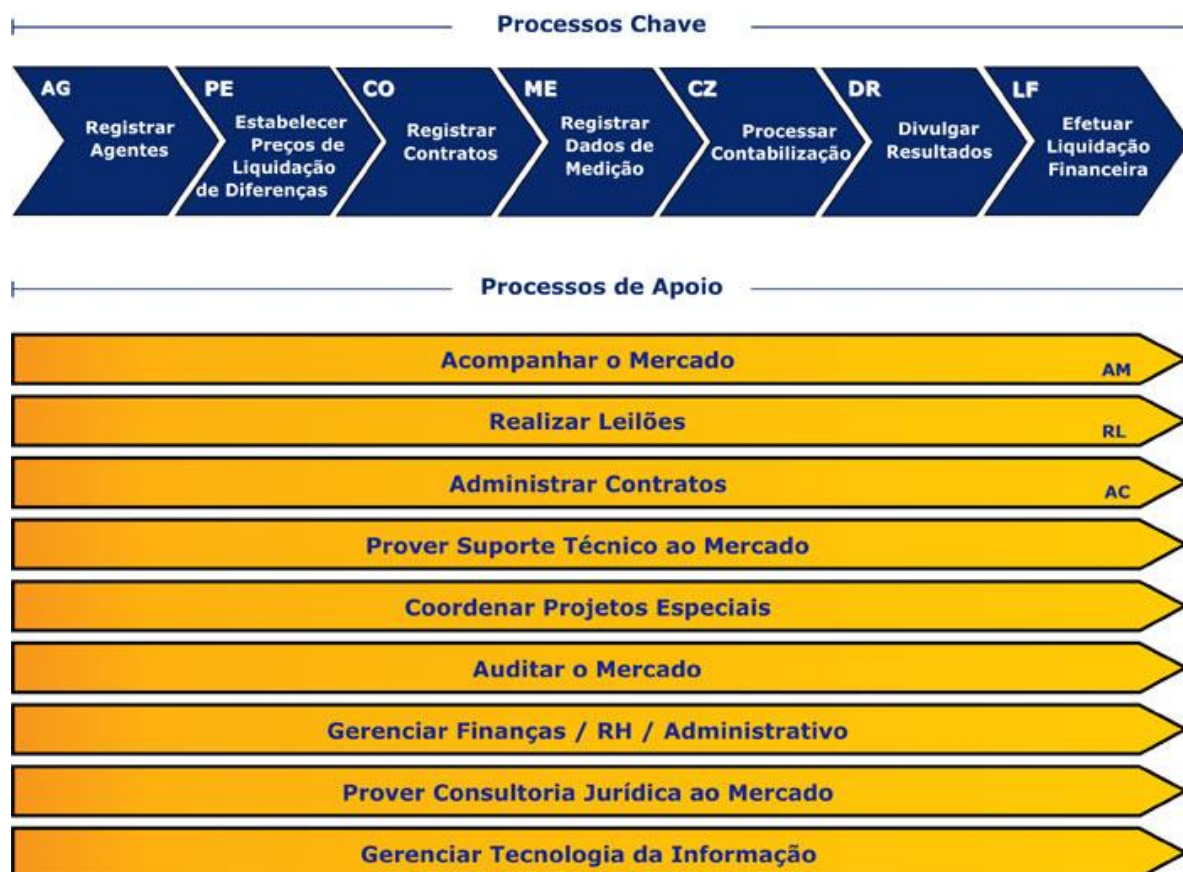 Processos Chave
AG
Registrar
Agentes
PE
Estabelecer
Preços de
Liquidação
de Diferenças
CO
Registrar
Contratos
ME
Registrar
Dados de
Medição
CZ
Processar
Contabilização
DR
Divulgar
Resultados
LF
Efetuar
Liquidação
Financeira
Processos de Apoio
Acompanhar o Mercado
AM
Realizar Leilões
RL
Administrar Contratos
AC
Prover Suporte Técnico ao Mercado
Coordenar Projetos Especiais
Auditar o Mercado
Gerenciar Finanças / RH / Administrativo
Prover Consultoria Jurídica ao Mercado
Gerenciar Tecnologia da Informação